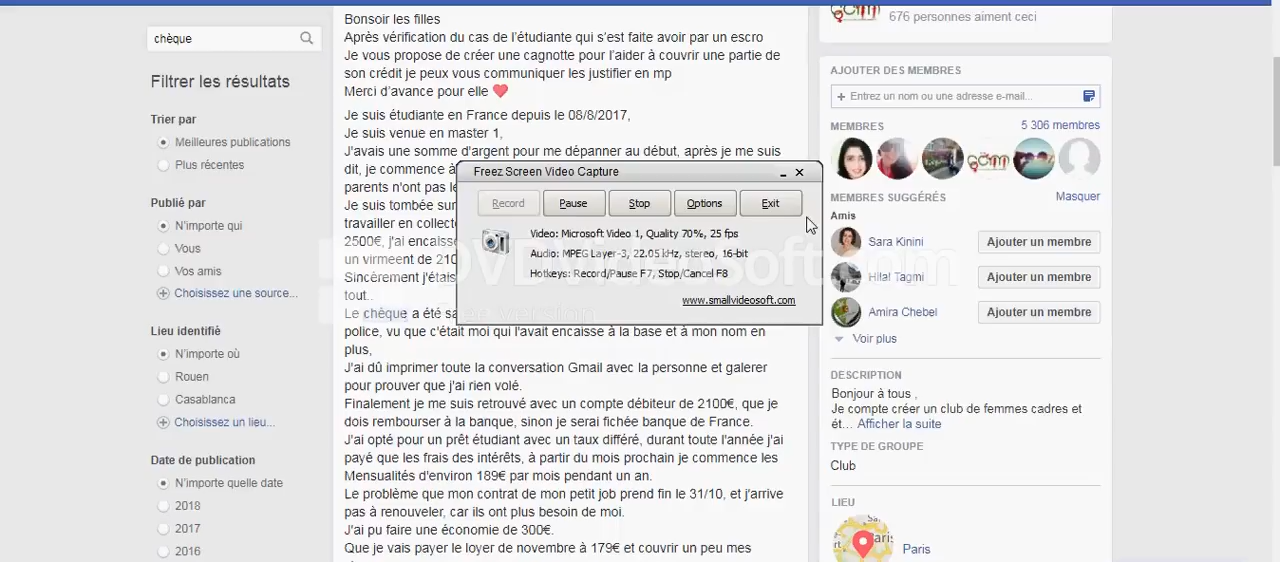 chèque
Filtrer les résultats
Trier par
Meilleures publications
Plus récentes
Publié par
N'importe qui
Vous
Vos amis
Choisissez une source...
Lieu identifié
N'importe où
Rouen
Casablanca
Choisissez un lieu...
Date de publication
N'importe quelle date
2018
2017
2016
Bonsoir les filles
Après vérification du cas de l'étudiante qui s'est faite avoir par un escro
Je vous propose de créer une cagnotte pour l'aider à couvrir une partie de
son crédit je peux vous communiquer les justifier en mp
Merci d'avance pour elle ❤
Je suis étudiante en France depuis le 08/8/2017,
Je suis venue en master 1,
J'avais une somme d'argent pour me dépanner au début, après je me suis
dit, je commence à
parents n'ont pas le
Je suis tombée sur
travailler en collecte
2500€, j'ai encaisse
un virmeent de 210
Sincèrement j'étais
tout..
Le chèque a été sa
police, vu que c'était moi qui l'avait encaisse à la base et à mon nom en
plus,
J'ai dû imprimer toute la conversation Gmail avec la personne et galerer
pour prouver que j'ai rien volé.
Finalement je me suis retrouvé avec un compte débiteur de 2100€, que je
dois rembourser à la banque, sinon je serai fichée banque de France.
J'ai opté pour un prêt étudiant avec un taux différé, durant toute l'année j'ai
payé que les frais des intérêts, à partir du mois prochain je commence les
Mensualités d'environ 189€ par mois pendant un an.
Le problème que mon contrat de mon petit job prend fin le 31/10, et j'arrive
pas à renouveler, car ils ont plus besoin de moi.
J'ai pu faire une économie de 300€.
Que je vais payer le loyer de novembre à 179€ et couvrir un peu mes
Freez Screen Video Capture
Record
Pause
Stop
Options
Exit
Video: Microsoft Video 1, Quality 70%, 25 fps
Audio: MPEG Layer-3, 22.05 kHz, stereo, 16-bit
Hotkeys: Record/Pause F7, Stop/Cancel F8
www.smallvideosoft.com
DVDVideoSoft.com
Free version
676 personnes aiment ceci
AJOUTER DES MEMBRES
+ Entrez un nom ou une adresse e-mail...
MEMBRES
5 306 membres
MEMBRES SUGGÉRÉS
Masquer
Amis
Sara Kinini
Ajouter un membre
Hilat Tagmi
Ajouter un membre
Amira Chebel
Ajouter un membre
Voir plus
DESCRIPTION
Bonjour à tous ,
Je compte créer un club de femmes cadres et
ét… Afficher la suite
TYPE DE GROUPE
Club
LIEU
Paris
Paris